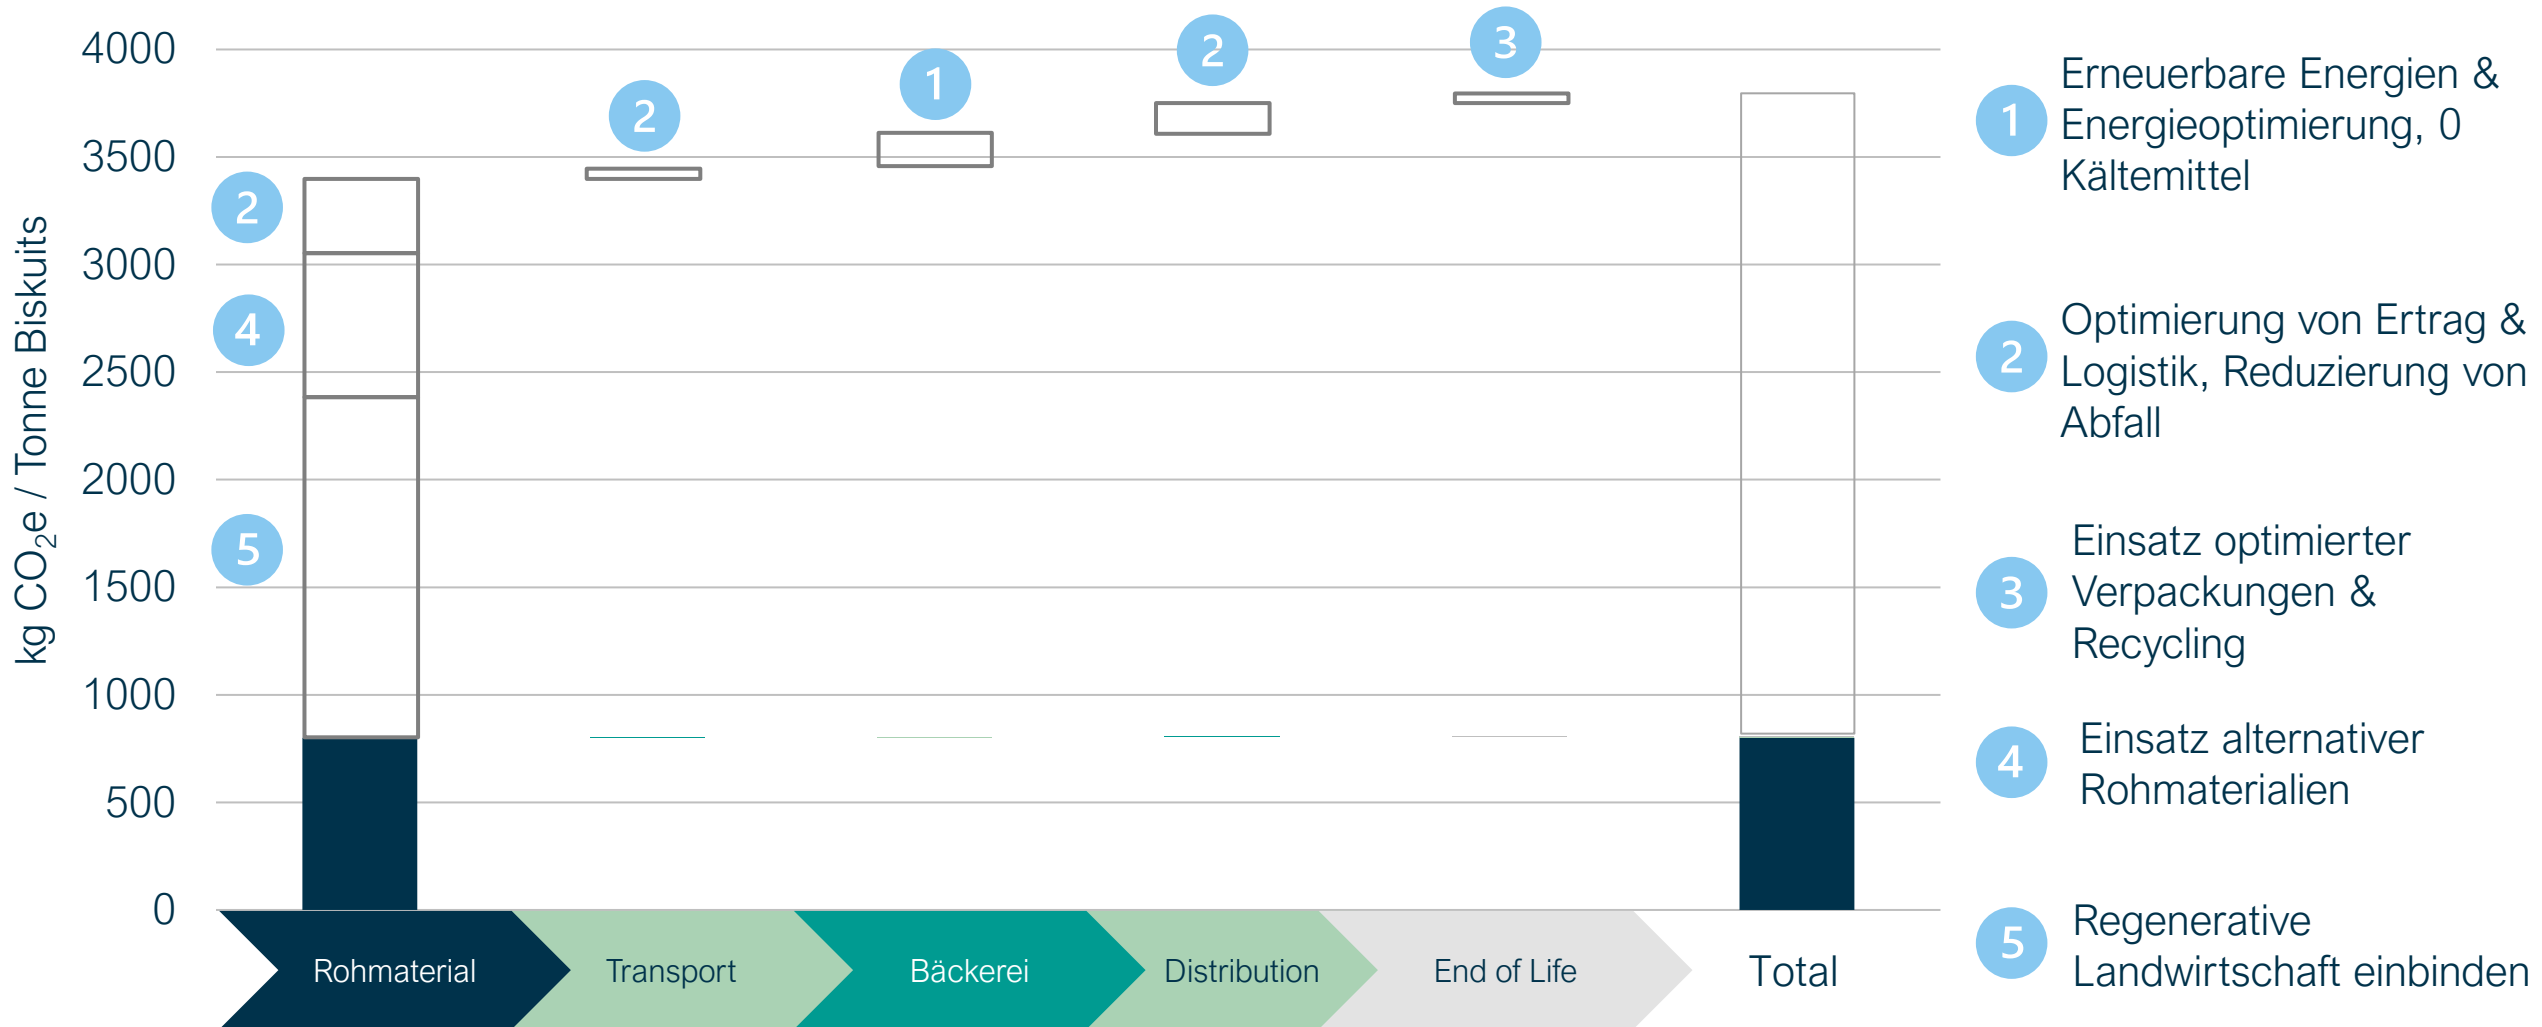 kg CO₂e / Tonne Biskuits
4000
3500
3000
2500
2000
1500
1000
500
0
2
4
5
2
1
2
3
Rohmaterial
Transport
Bäckerei
Distribution
End of Life
Total
1
Erneuerbare Energien &
Energieoptimierung, 0
Kältemittel
2
Optimierung von Ertrag &
Logistik, Reduzierung von
Abfall
3
Einsatz optimierter
Verpackungen &
Recycling
4
Einsatz alternativer
Rohmaterialien
5
Regenerative
Landwirtschaft einbinden